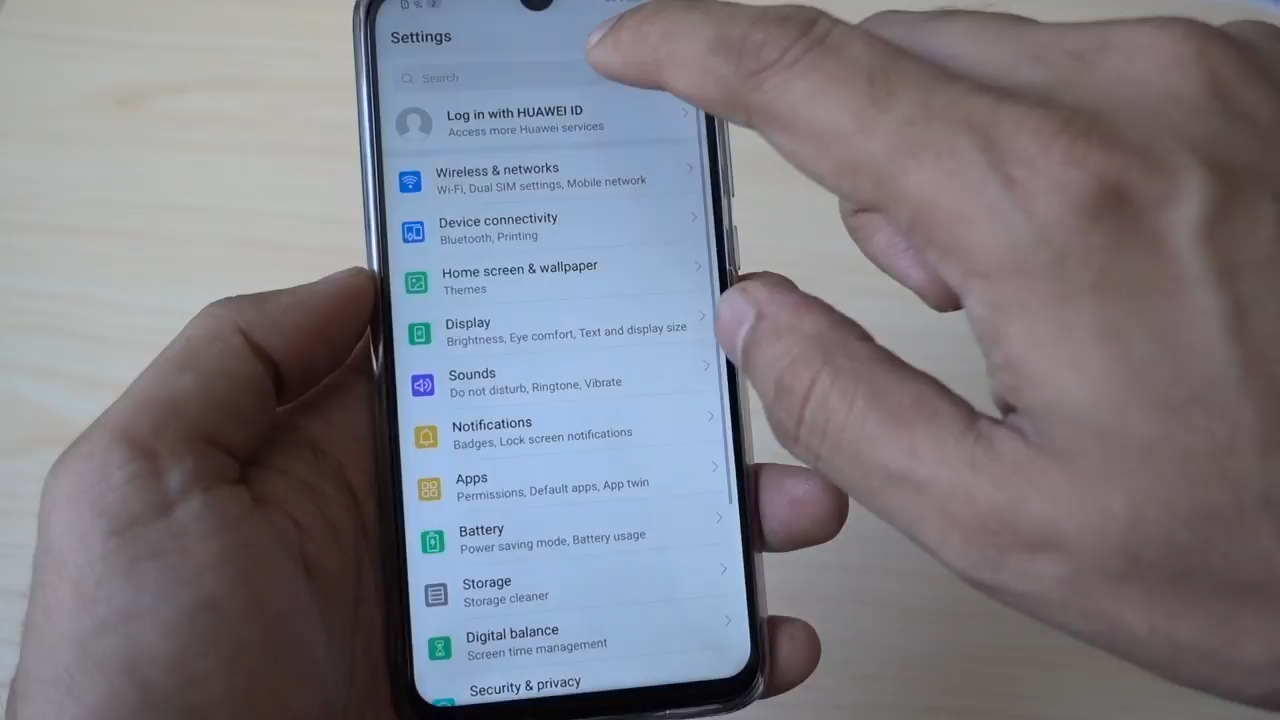 Settings
Search
Log in with HUAWEI ID
Access more Huawei services
Wireless & networks
Wi-Fi, Dual SIM settings, Mobile network
Device connectivity
Bluetooth, Printing
Home screen & wallpaper
Themes
Display
Brightness, Eye comfort, Text and display size
Sounds
Do not disturb, Ringtone, Vibrate
Notifications
Badges, Lock screen notifications
Apps
Permissions, Default apps, App twin
Battery
Power saving mode, Battery usage
Storage
Storage cleaner
Digital balance
Screen time management
Security & privacy